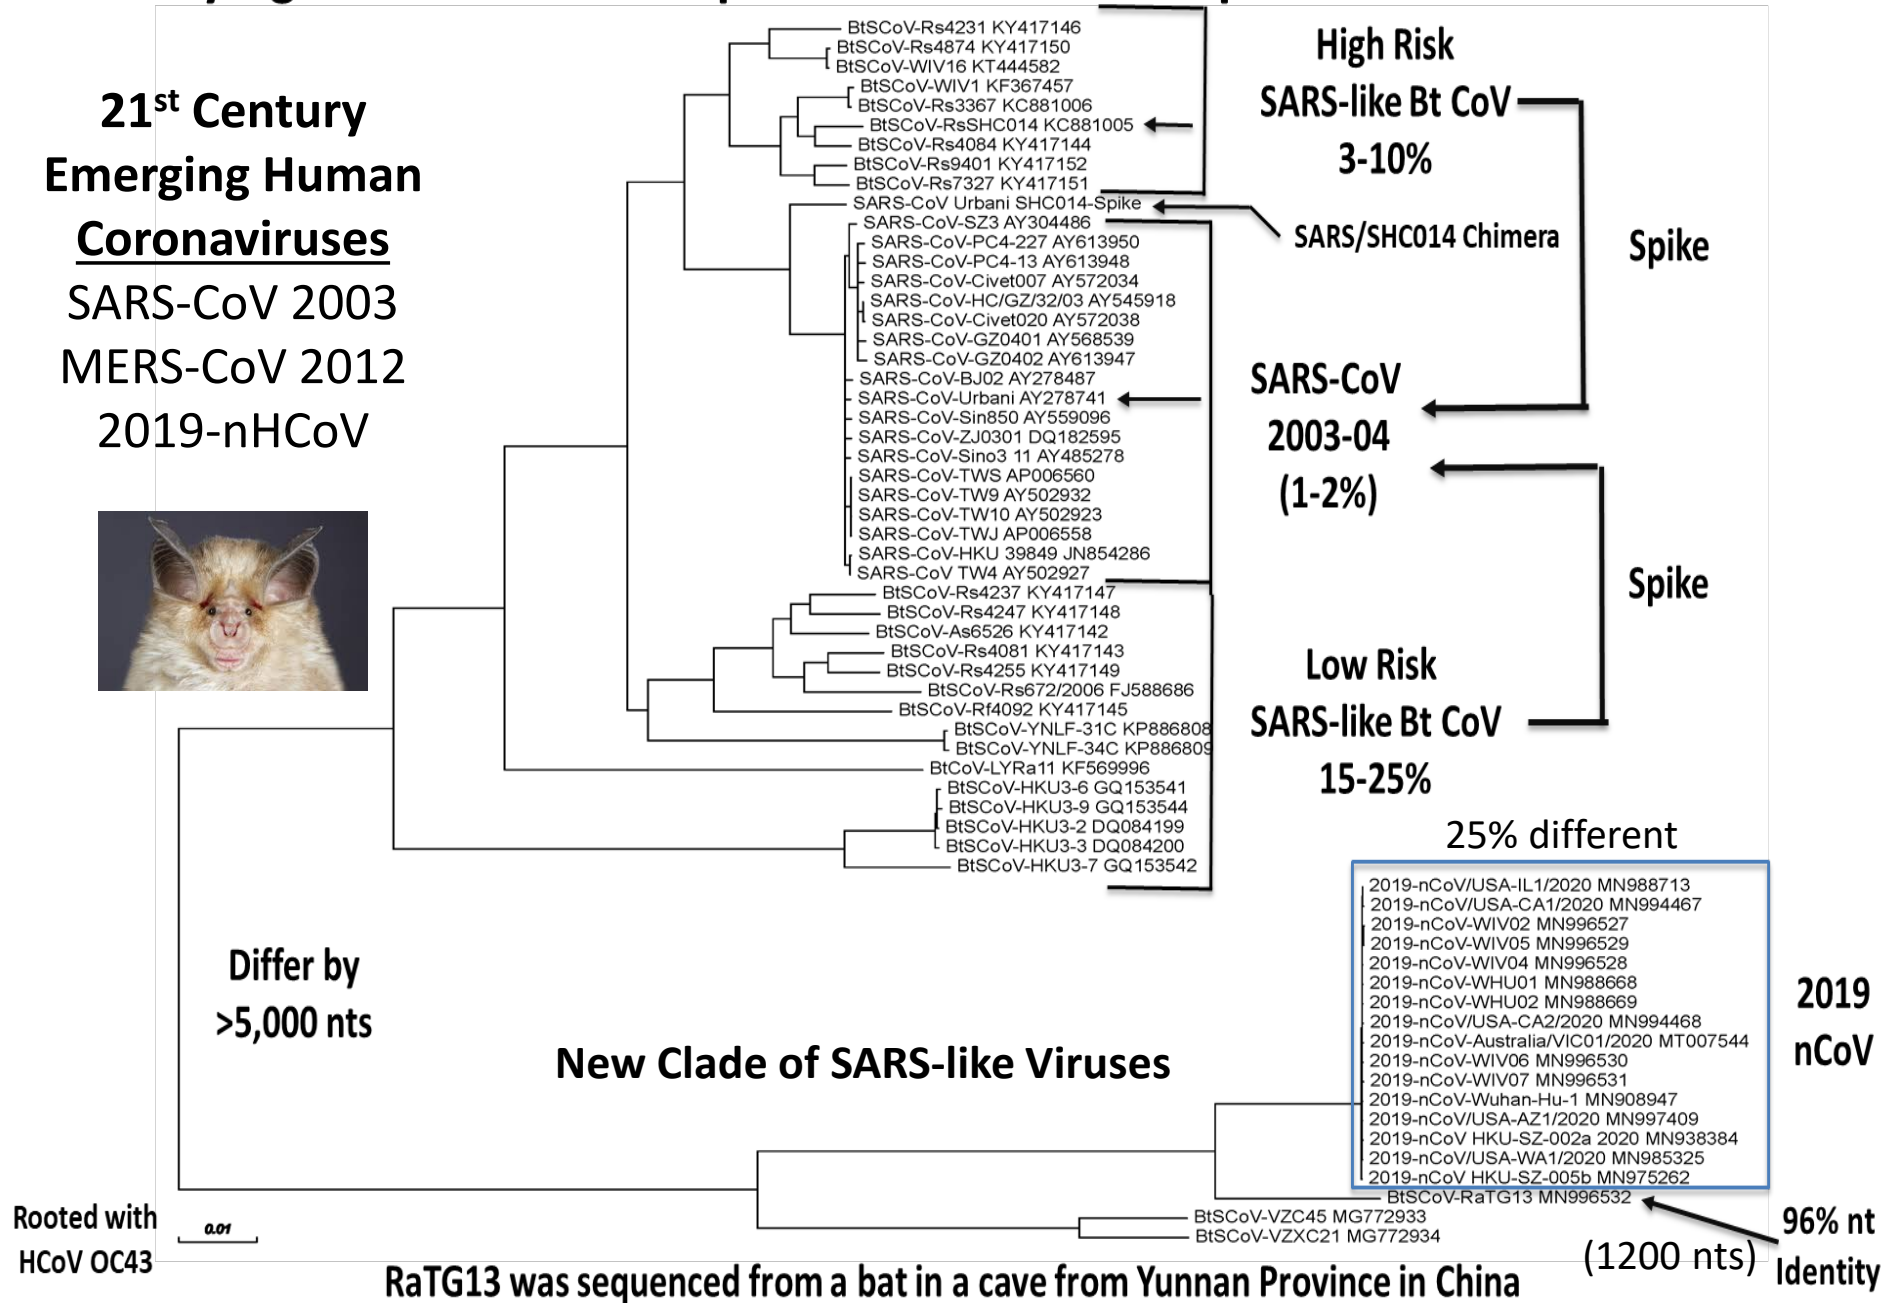 21st Century
Emerging Human
Coronaviruses
SARS-CoV 2003
MERS-CoV 2012
2019-nHCoV
BtSCoV-Rs4231 KY417146
BtSCoV-Rs4874 KY417150
BtSCoV-WIV16 KT444582
BtSCoV-WIV1 KF367457
BtSCoV-Rs3367 KC881006
BtSCoV-RsSHC014 KC881005
BtSCoV-Rs4084 KY417144
BtSCoV-Rs9401 KY417152
BtSCoV-Rs7327 KY417151
SARS-CoV Urbani SHC014-Spike
SARS-CoV-SZ3 AY304486
SARS-CoV-PC4-227 AY613950
SARS-CoV-PC4-13 AY613948
SARS-CoV-Civet007 AY572034
SARS-CoV-HC/GZ/32/03 AY545918
SARS-CoV-Civet020 AY572038
SARS-CoV-GZ0401 AY568539
SARS-CoV-GZ0402 AY613947
SARS-CoV-BJ02 AY278487
SARS-CoV-Urbani AY278741
SARS-CoV-Sin850 AY559096
SARS-CoV-ZJ0301 DQ182595
SARS-CoV-Sino3 11 AY485278
SARS-CoV-TWS AP006560
SARS-CoV-TW9 AY502932
SARS-CoV-TW10 AY502923
SARS-CoV-TWJ AP006558
SARS-CoV-HKU 39849 JN854286
SARS-CoV TW4 AY502927
BtSCoV-Rs4237 KY417147
BtSCoV-Rs4247 KY417148
BtSCoV-As6526 KY417142
BtSCoV-Rs4081 KY417143
BtSCoV-Rs4255 KY417149
BtSCoV-Rs672/2006 FJ588686
BtSCoV-Rf4092 KY417145
BtSCoV-YNLF-31C KP886808
BtSCoV-YNLF-34C KP886809
BtCoV-LYRa11 KF569996
BtSCoV-HKU3-6 GQ153541
BtSCoV-HKU3-9 GQ153544
BtSCoV-HKU3-2 DQ084199
BtSCoV-HKU3-3 DQ084200
BtSCoV-HKU3-7 GQ153542
High Risk
SARS-like Bt CoV
3-10%
SARS/SHC014 Chimera
Spike
SARS-CoV
2003-04
(1-2%)
Spike
Low Risk
SARS-like Bt CoV
15-25%
25% different
2019-nCoV/USA-IL1/2020 MN988713
2019-nCoV/USA-CA1/2020 MN994467
2019-nCoV-WIV02 MN996527
2019-nCoV-WIV05 MN996529
2019-nCoV-WIV04 MN996528
2019-nCoV-WHU01 MN988668
2019-nCoV-WHU02 MN988669
2019-nCoV/USA-CA2/2020 MN994468
2019-nCoV-Australia/VIC01/2020 MT007544
2019-nCoV-WIV06 MN996530
2019-nCoV-WIV07 MN996531
2019-nCoV-Wuhan-Hu-1 MN908947
2019-nCoV/USA-AZ1/2020 MN997409
2019-nCoV HKU-SZ-002a 2020 MN938384
2019-nCoV/USA-WA1/2020 MN985325
2019-nCoV HKU-SZ-005b MN975262
BtSCoV-RaTG13 MN996532
BtSCoV-VZC45 MG772933
BtSCoV-VZXC21 MG772934
2019
nCoV
Differ by
>5,000 nts
New Clade of SARS-like Viruses
Rooted with
HCoV OC43
0.01
96% nt
Identity
(1200 nts)
RaTG13 was sequenced from a bat in a cave from Yunnan Province in China